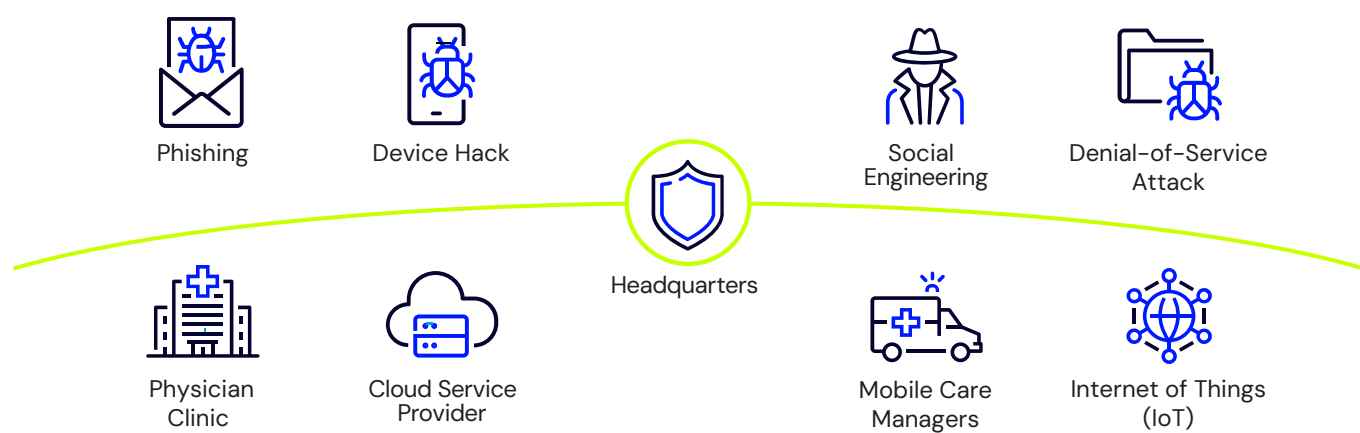 Phishing
Device Hack
Social
Engineering
Denial-of-Service
Attack
Headquarters
Physician
Clinic
Cloud Service
Provider
Mobile Care
Managers
Internet of Things
(IoT)